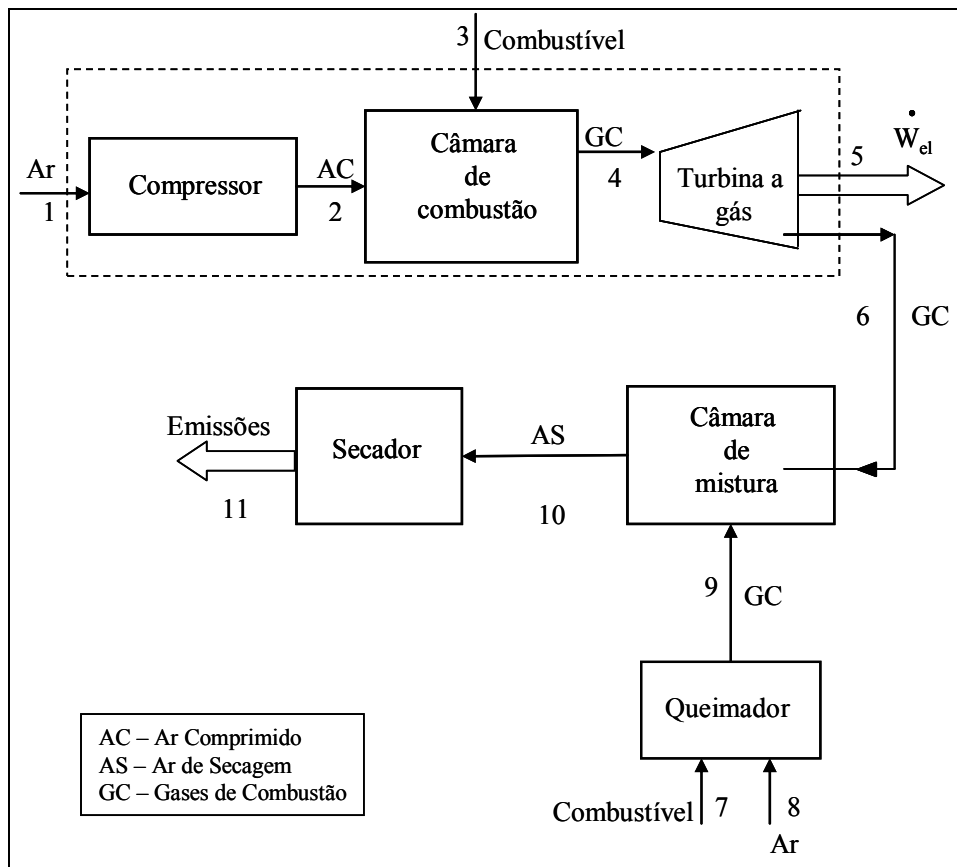 3 Combustível
Ar
1
Compressor
AC
2
Câmara
de
combustão
GC
4
Turbina a
gás
5
Ẇel
6
GC
Emissões
11
Secador
AS
10
Câmara
de
mistura
9
GC
Queimador
Combustível
7
8
Ar
AC – Ar Comprimido
AS – Ar de Secagem
GC – Gases de Combustão